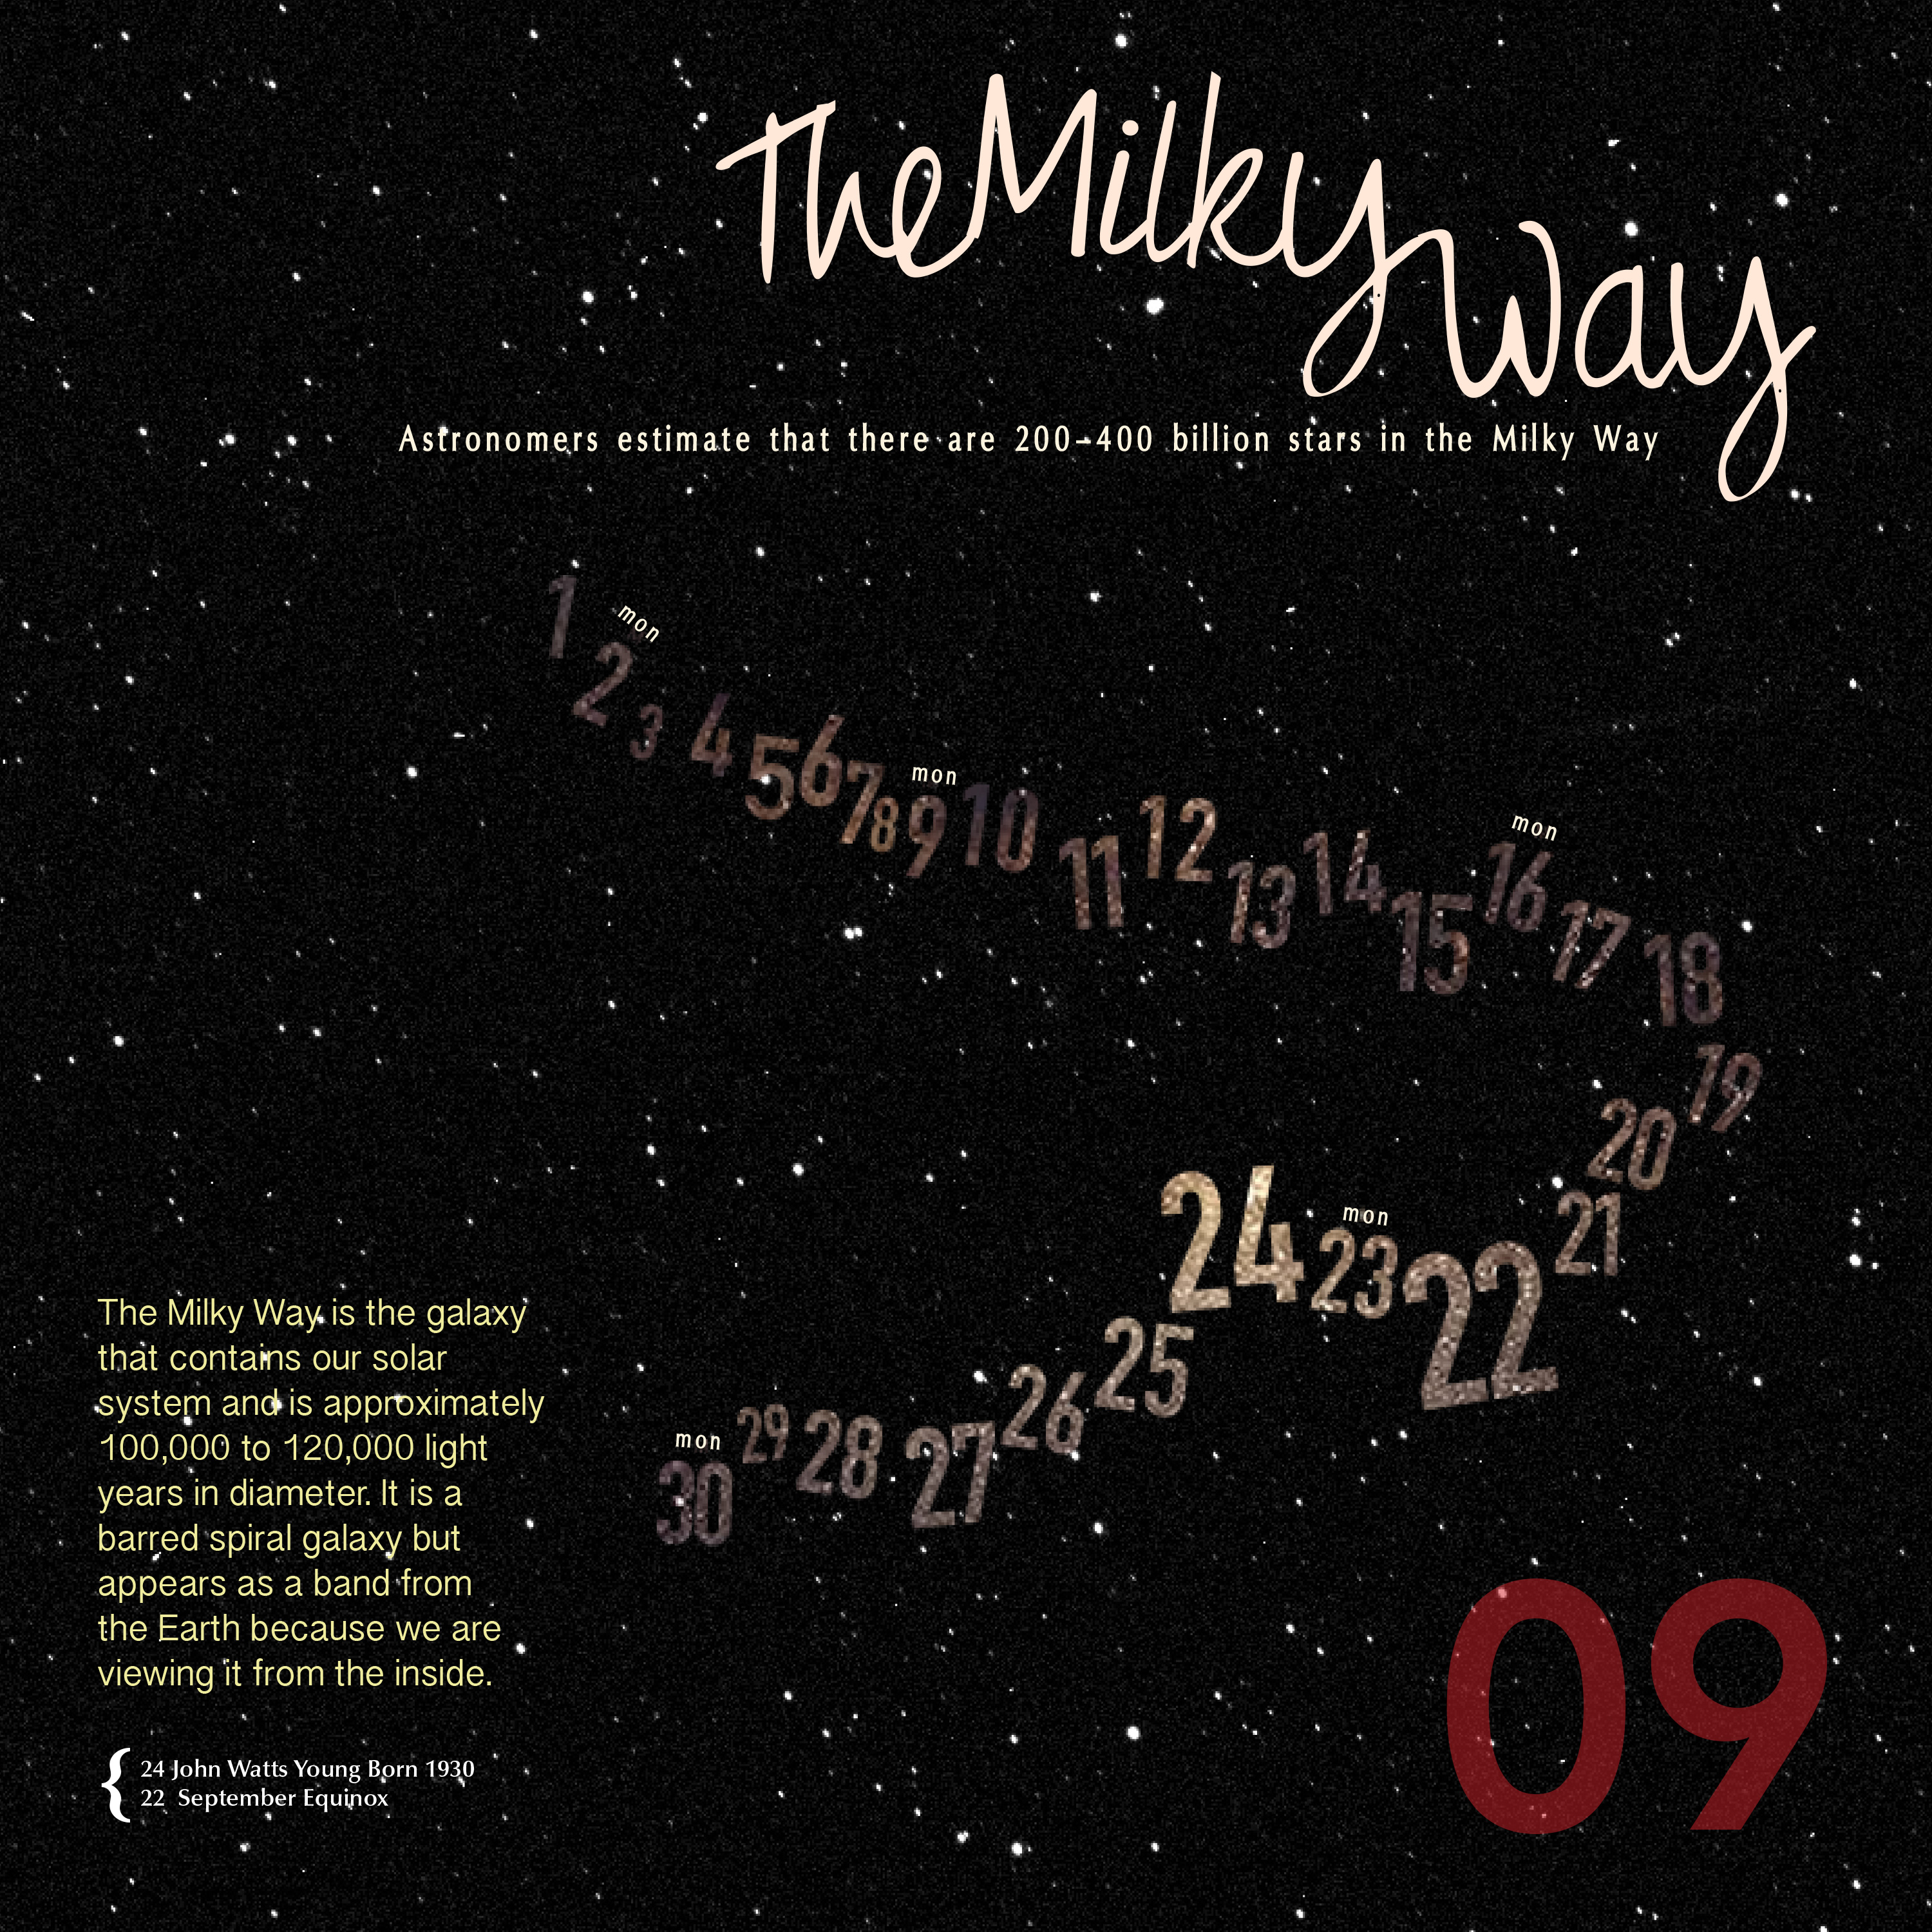 The Milky Way
Astronomers estimate that there are 200–400 billion stars in the Milky Way
1
mon
2
3
4
5
6
7
8
mon
9
10
11
12
13
14
15
mon
16
17
18
19
20
21
22
mon
23
24
25
26
27
28
29
mon
30
The Milky Way is the galaxy
that contains our solar
system and is approximately
100,000 to 120,000 light
years in diameter. It is a
barred spiral galaxy but
appears as a band from
the Earth because we are
viewing it from the inside.
{ 24 John Watts Young Born 1930
22 September Equinox
09